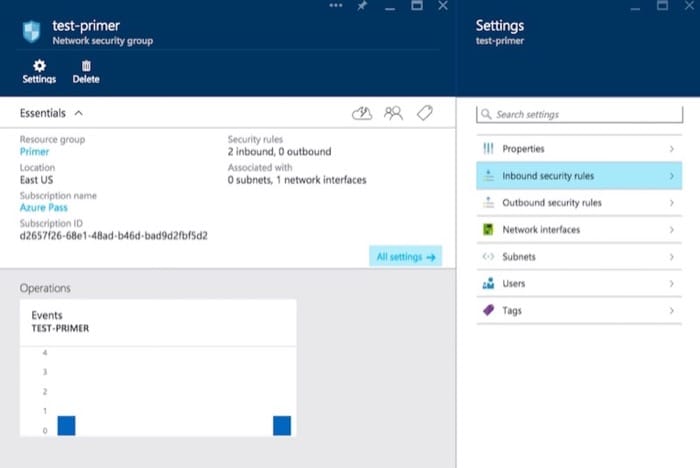 test-primer
Network security group
Settings
Delete
Essentials
Resource group
Primer
Location
East US
Subscription name
Azure Pass
Subscription ID
d2657f26-68e1-48ad-b46d-bad9d2fbf5d2
Security rules
2 inbound, 0 outbound
Associated with
0 subnets, 1 network interfaces
All settings →
Operations
Events
TEST-PRIMER
4
3
2
1
0
Settings
test-primer
Search settings
Properties
Inbound security rules
Outbound security rules
Network interfaces
Subnets
Users
Tags